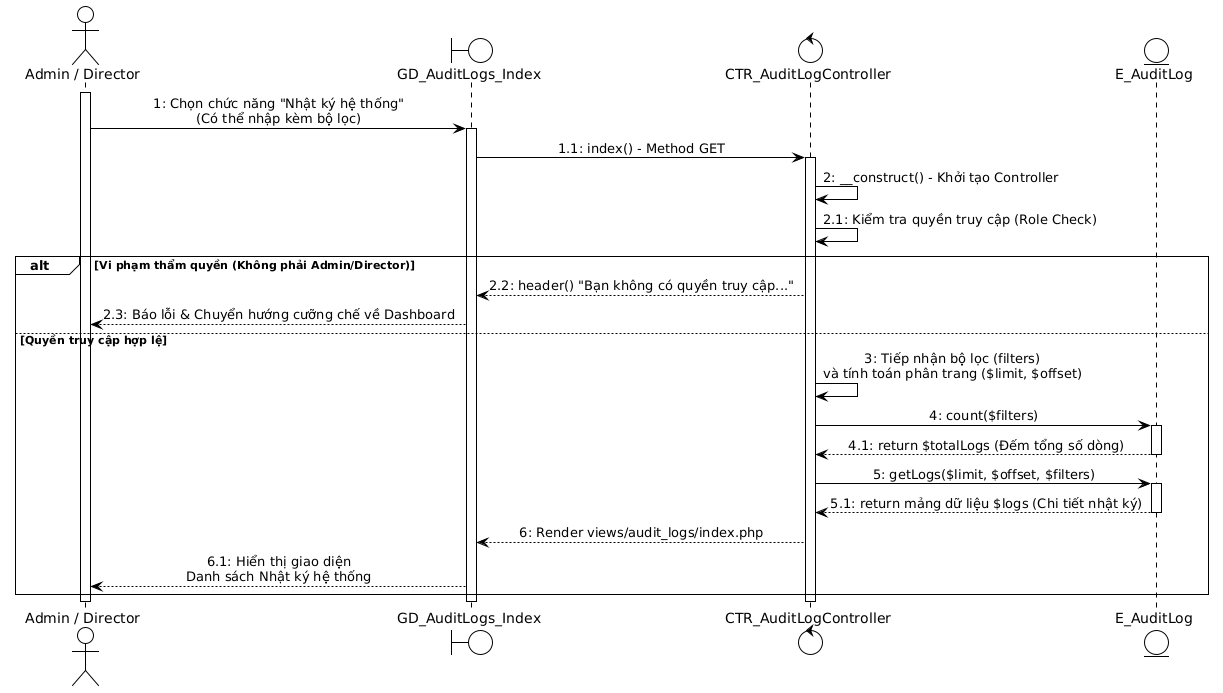 Admin / Director
GD_AuditLogs_Index
CTR_AuditLogController
E_AuditLog
1: Chọn chức năng "Nhật ký hệ thống"
(Có thể nhập kèm bộ lọc)
1.1: index() - Method GET
2: __construct() - Khởi tạo Controller
2.1: Kiểm tra quyền truy cập (Role Check)
alt
[Vi phạm thẩm quyền (Không phải Admin/Director)]
2.2: header() "Bạn không có quyền truy cập..."
2.3: Báo lỗi & Chuyển hướng cưỡng chế về Dashboard
[Quyền truy cập hợp lệ]
3: Tiếp nhận bộ lọc (filters)
và tính toán phân trang ($limit, $offset)
4: count($filters)
4.1: return $totalLogs (Đếm tổng số dòng)
5: getLogs($limit, $offset, $filters)
5.1: return mảng dữ liệu $logs (Chi tiết nhật ký)
6: Render views/audit_logs/index.php
6.1: Hiển thị giao diện
Danh sách Nhật ký hệ thống
Admin / Director
GD_AuditLogs_Index
CTR_AuditLogController
E_AuditLog